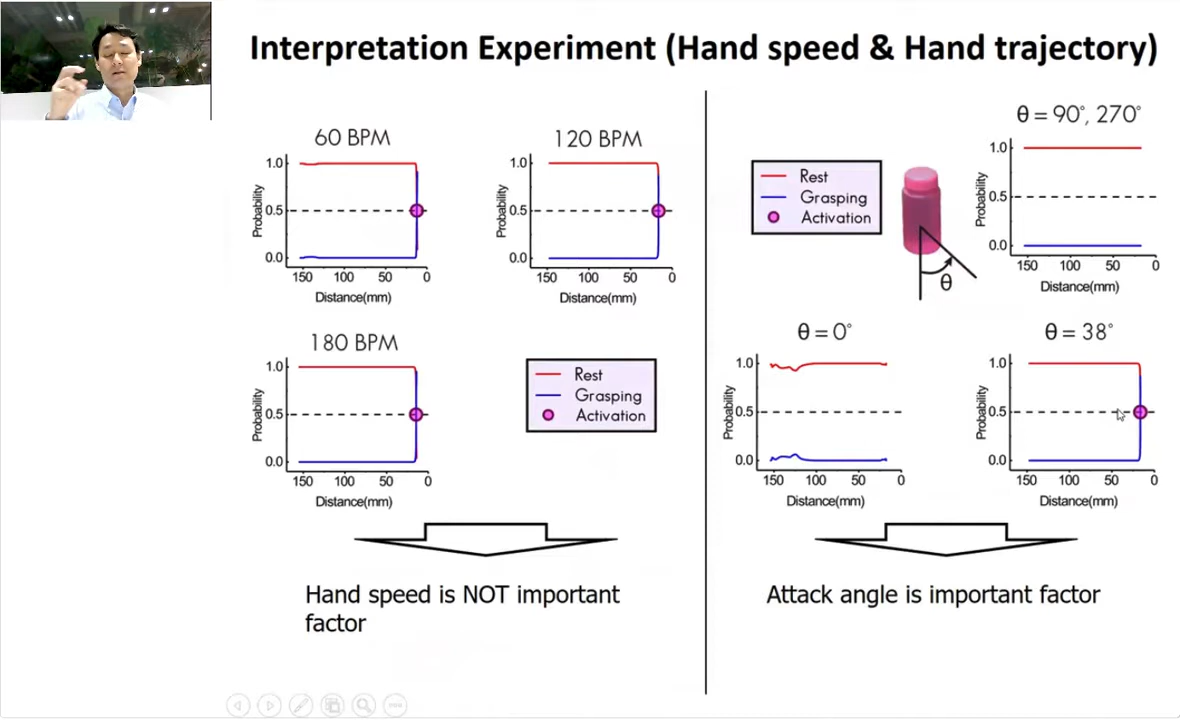 Interpretation Experiment (Hand speed & Hand trajectory)
60 BPM
1.0
0.5
0.0
Probability
150 100 50 0
Distance(mm)
120 BPM
1.0
0.5
0.0
Probability
150 100 50 0
Distance(mm)
180 BPM
1.0
0.5
0.0
Probability
150 100 50 0
Distance(mm)
Rest
Grasping
Activation
Hand speed is NOT important
factor
Rest
Grasping
Activation
θ
θ = 90°, 270°
1.0
0.5
0.0
Probability
150 100 50 0
Distance(mm)
θ = 0°
1.0
0.5
0.0
Probability
150 100 50 0
Distance(mm)
θ = 38°
1.0
0.5
0.0
Probability
150 100 50 0
Distance(mm)
Attack angle is important factor